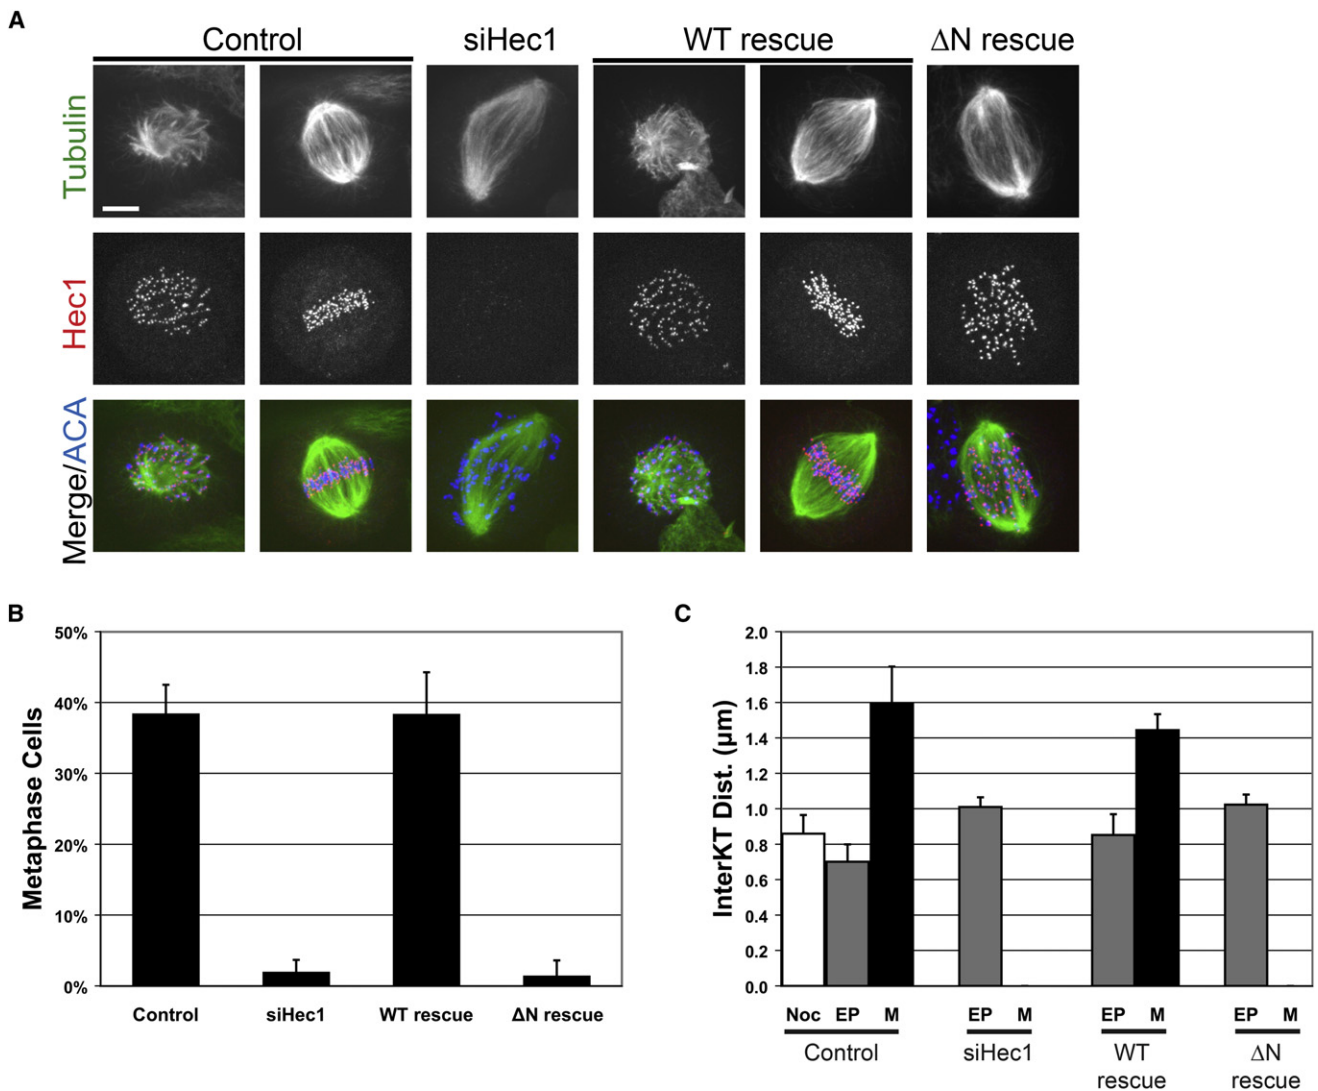 A
Control siHec1 WT rescue ΔN rescue
Tubulin
Hec1
Merge/ACA
B
50%
40%
30%
20%
10%
0%
Metaphase Cells
Control siHec1 WT rescue ΔN rescue
C
2.0
1.8
1.6
1.4
1.2
1.0
0.8
0.6
0.4
0.2
0.0
InterKT Dist. (µm)
Noc EP M EP M EP M EP M
Control siHec1 WT ΔN
rescue rescue